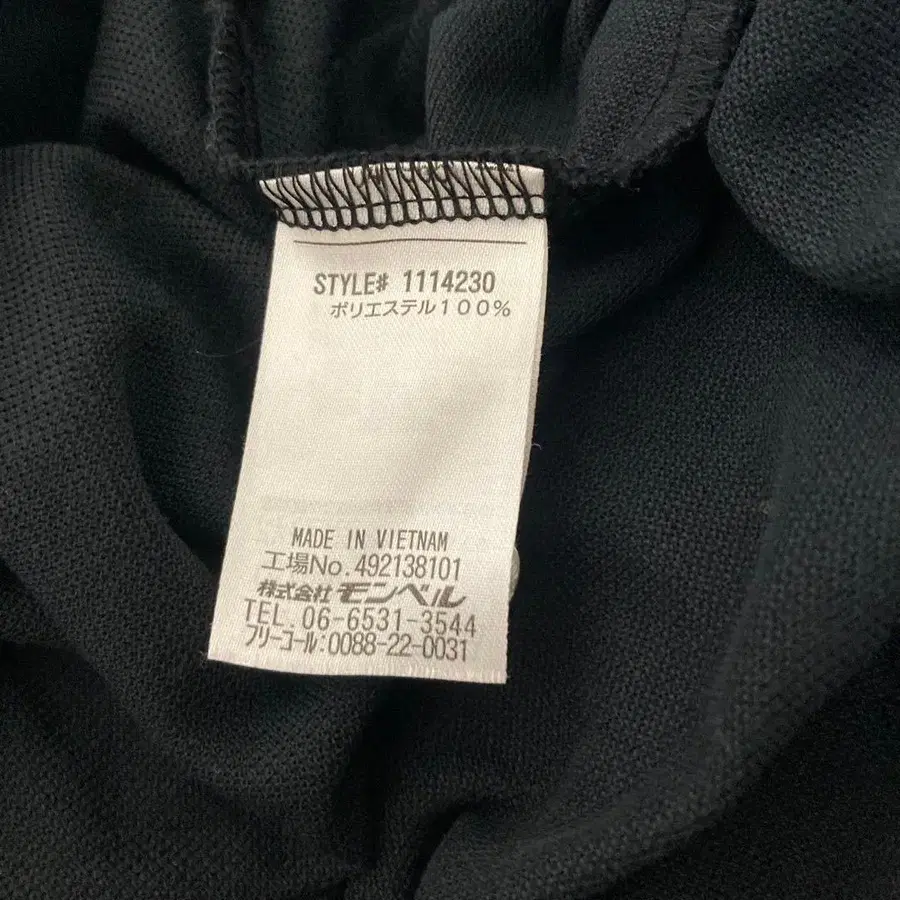 STYLE# 1114230
ポリエステル100%
MADE IN VIETNAM
工場No.492138101
株式会社モンベル
TEL.06-6531-3544
フリーコール:0088-22-0031